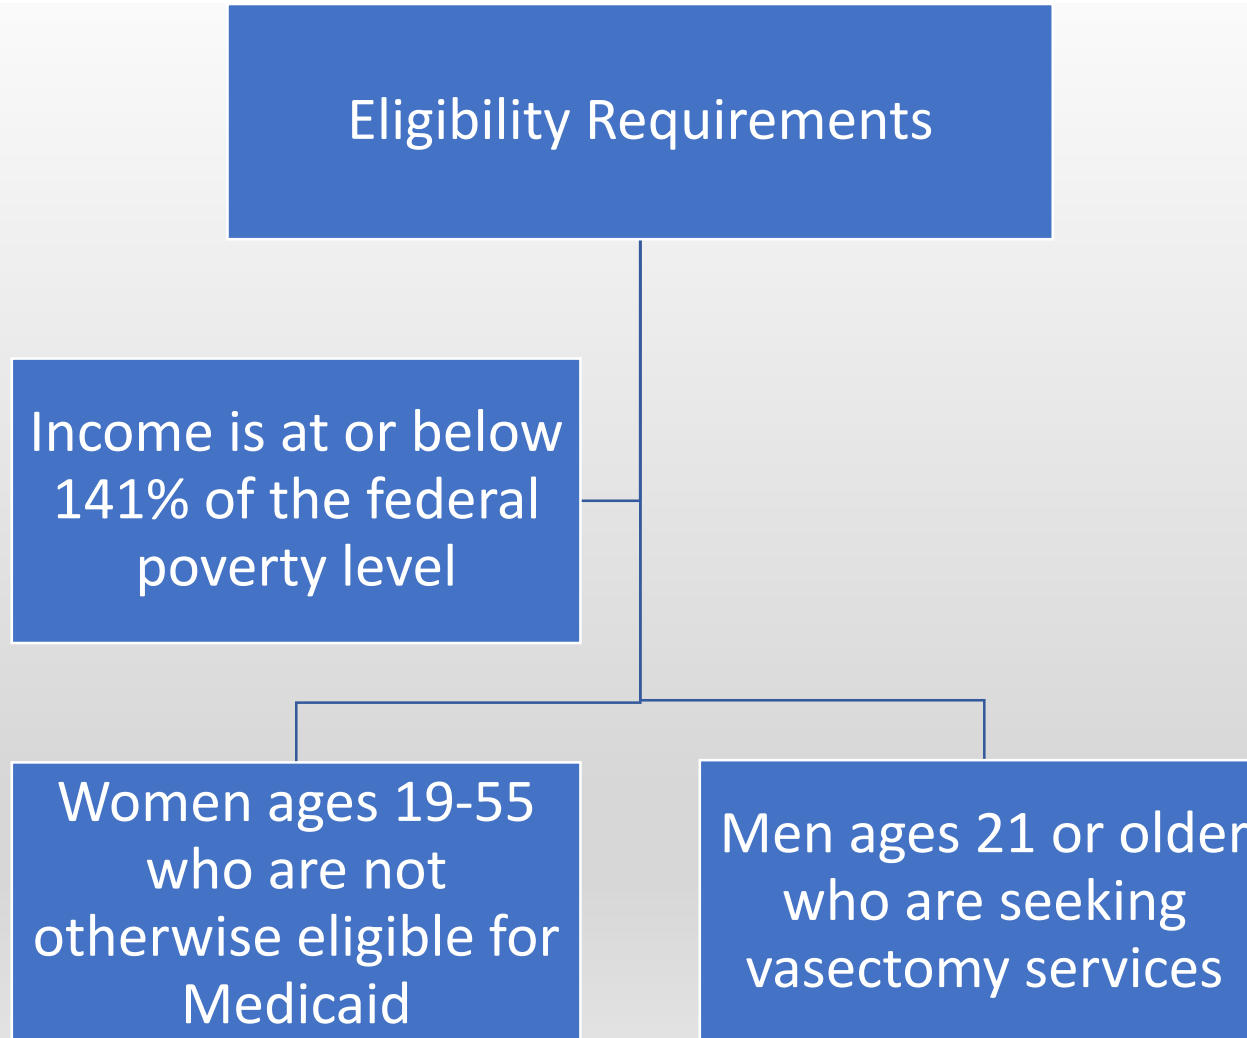 Eligibility Requirements
Income is at or below
141% of the federal
poverty level
Women ages 19-55
who are not
otherwise eligible for
Medicaid
Men ages 21 or older
who are seeking
vasectomy services